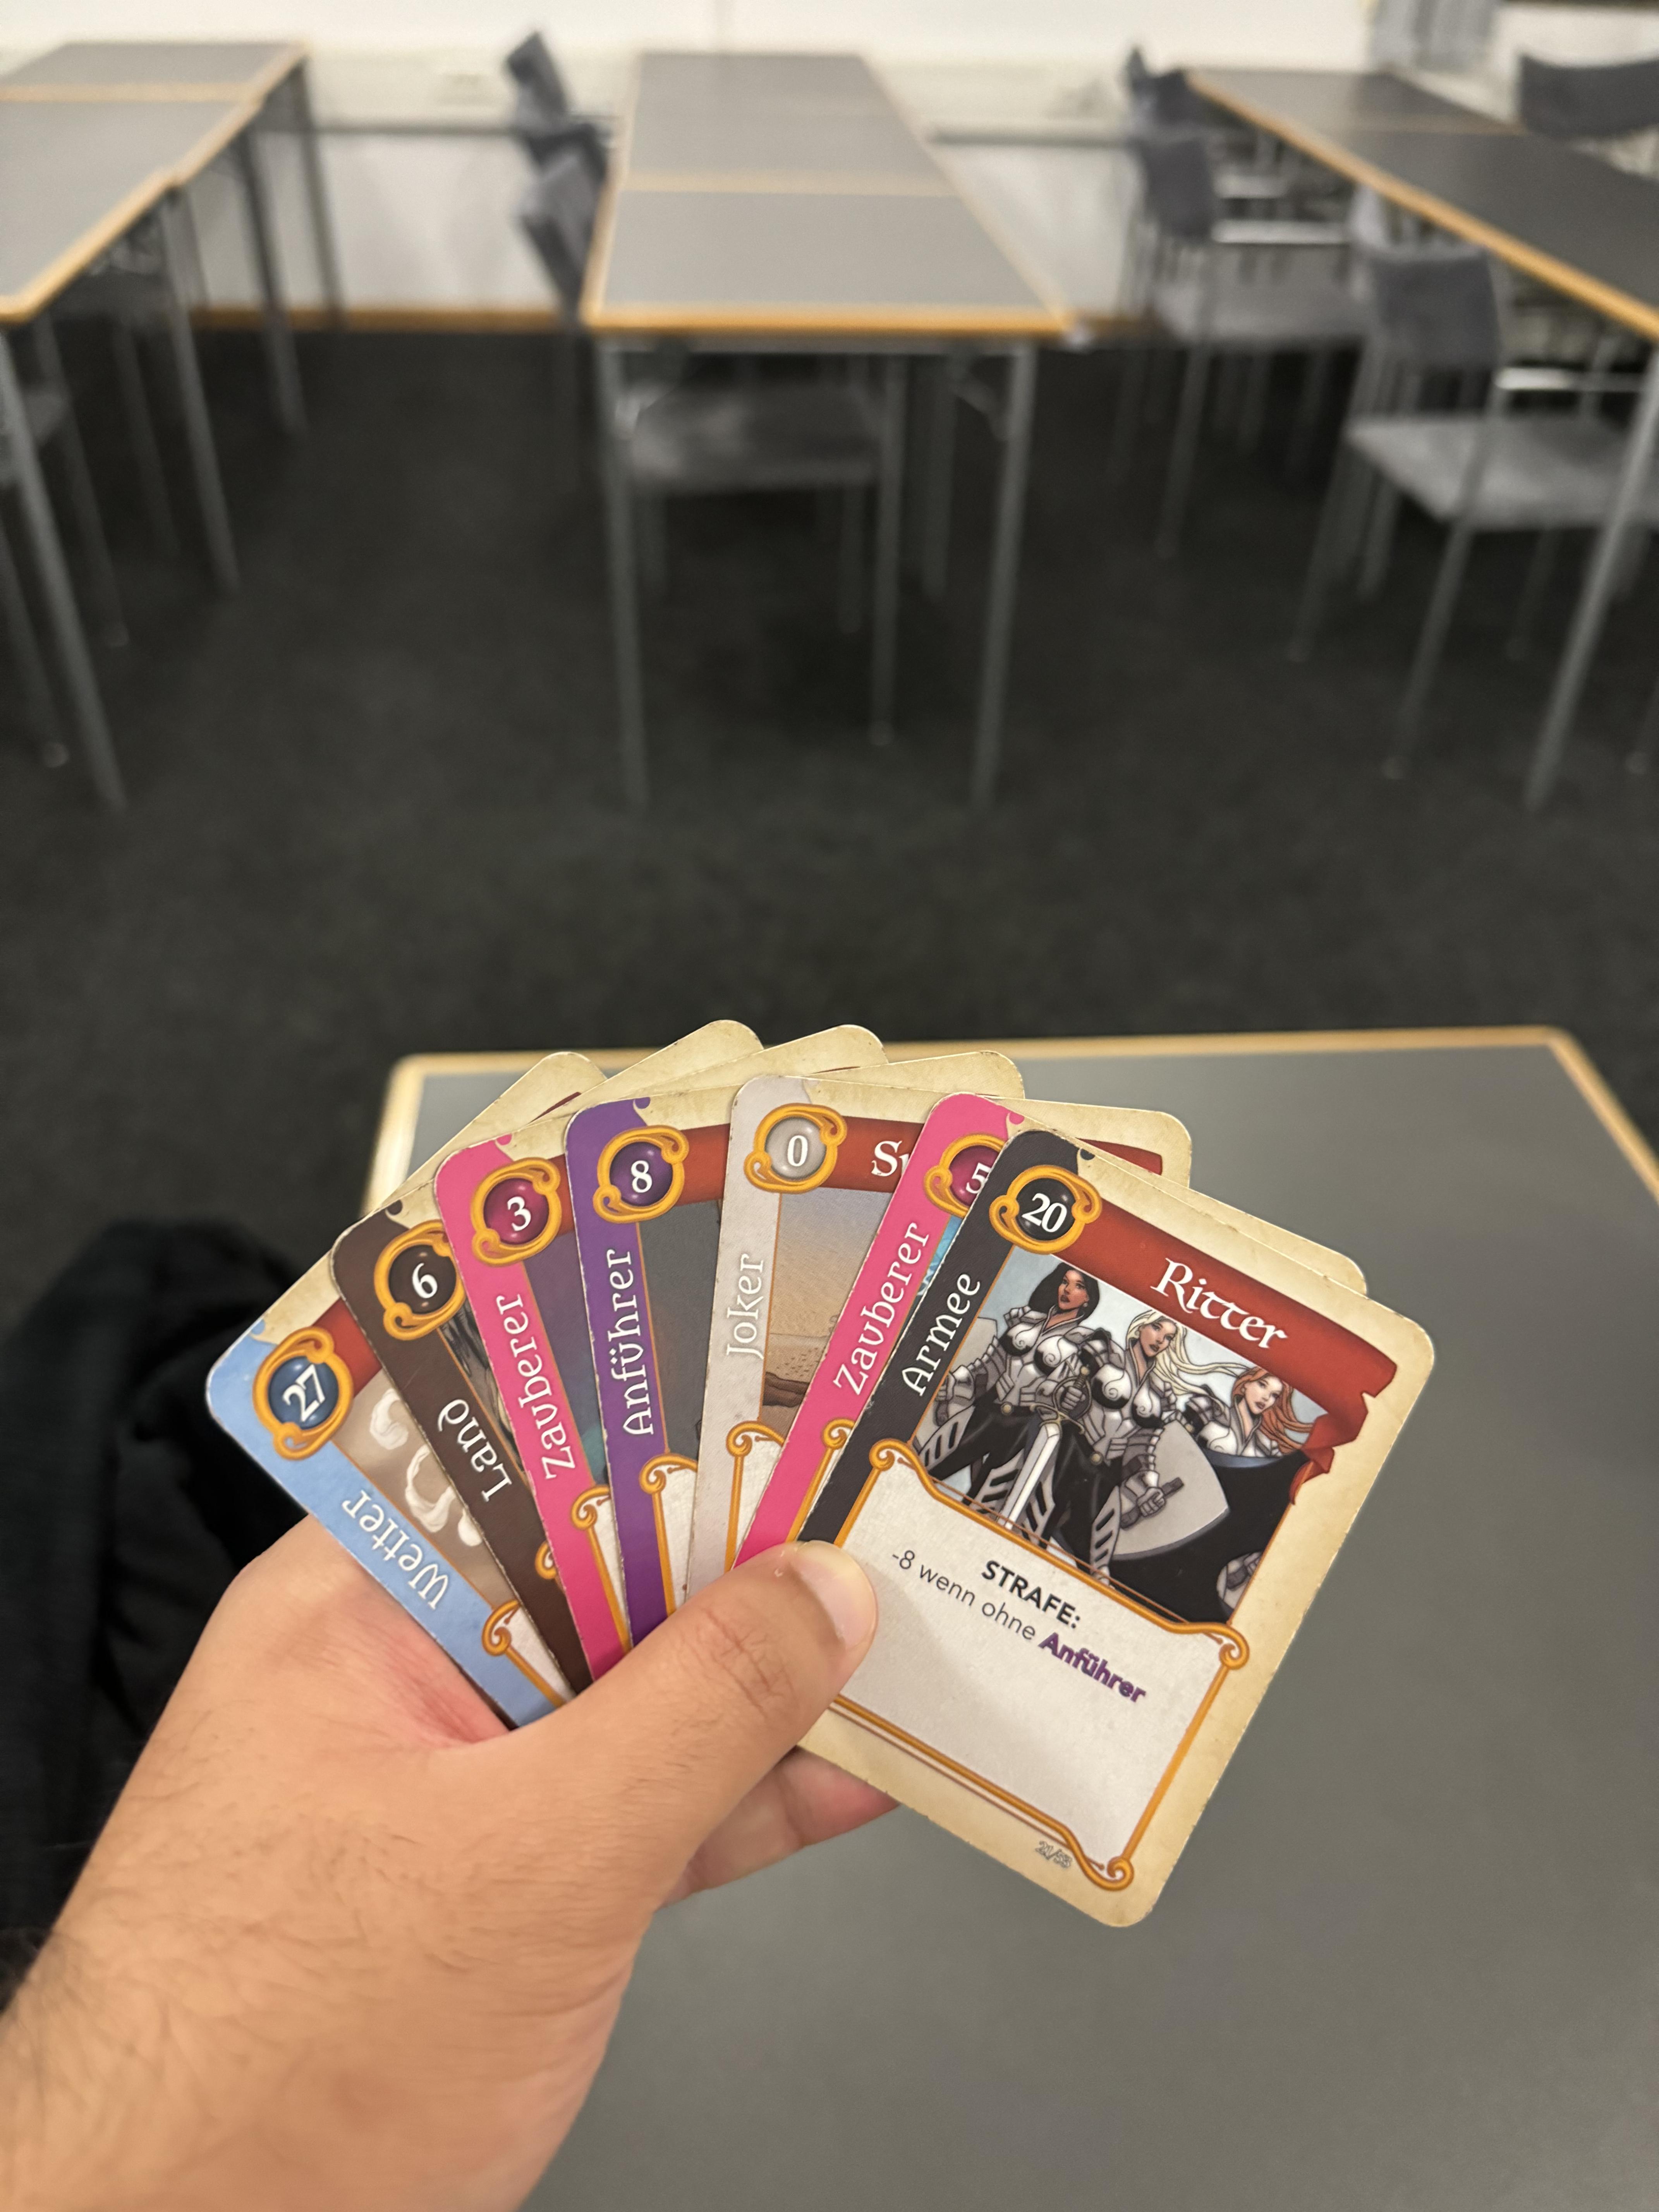 27
Wetter
6
Land
3
Zauberer
8
Anführer
0
Joker
5
Zauberer
20
Ritter
Armee
STRAFE:
-8 wenn ohne Anführer